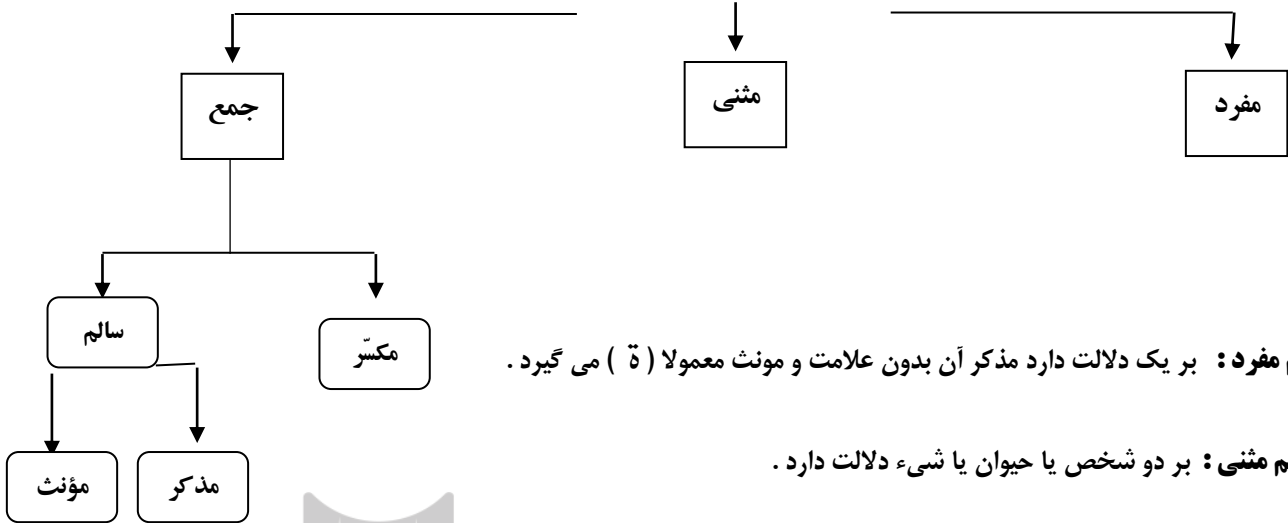 مفرد
مثنی
جمع
سالم
مکسّر
مفرد : بر یک دلالت دارد مذکر آن بدون علامت و مونث معمولا ( ة ) می گیرد .
مذکر
مؤنث
م مثنی : بر دو شخص یا حیوان یا شیء دلالت دارد .